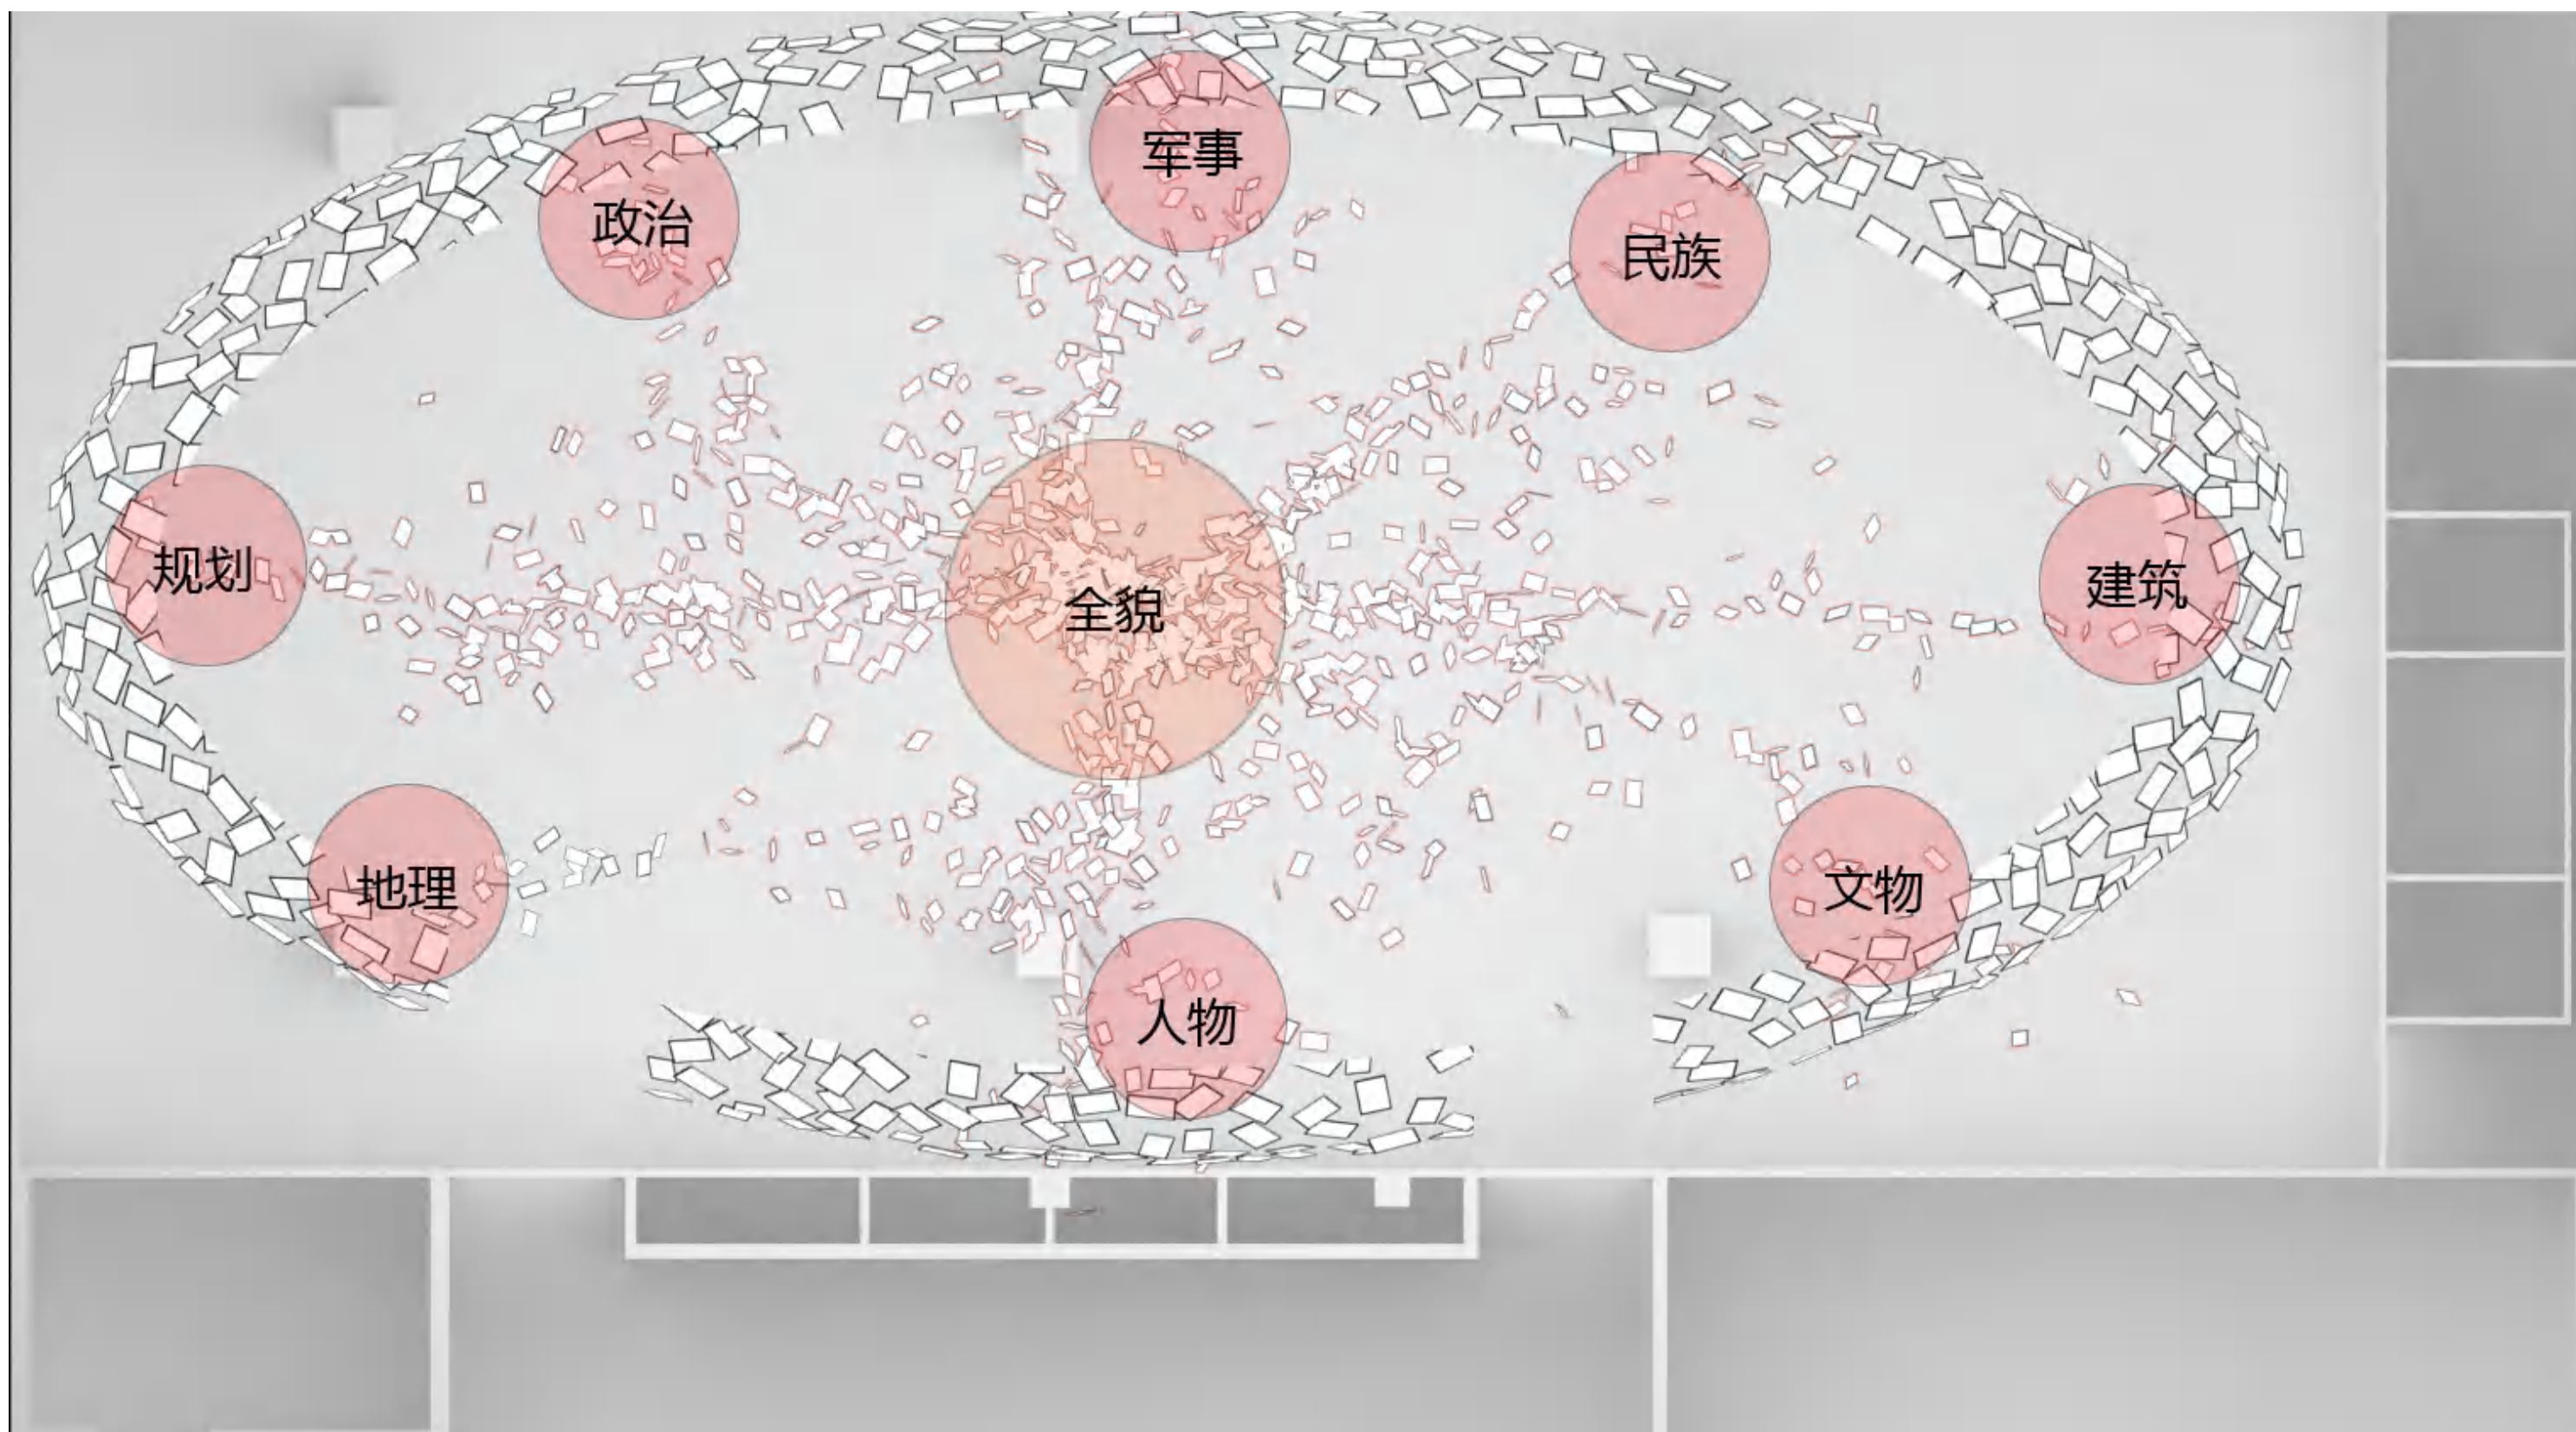 军事
政治
民族
规划
建筑
全貌
地理
文物
人物